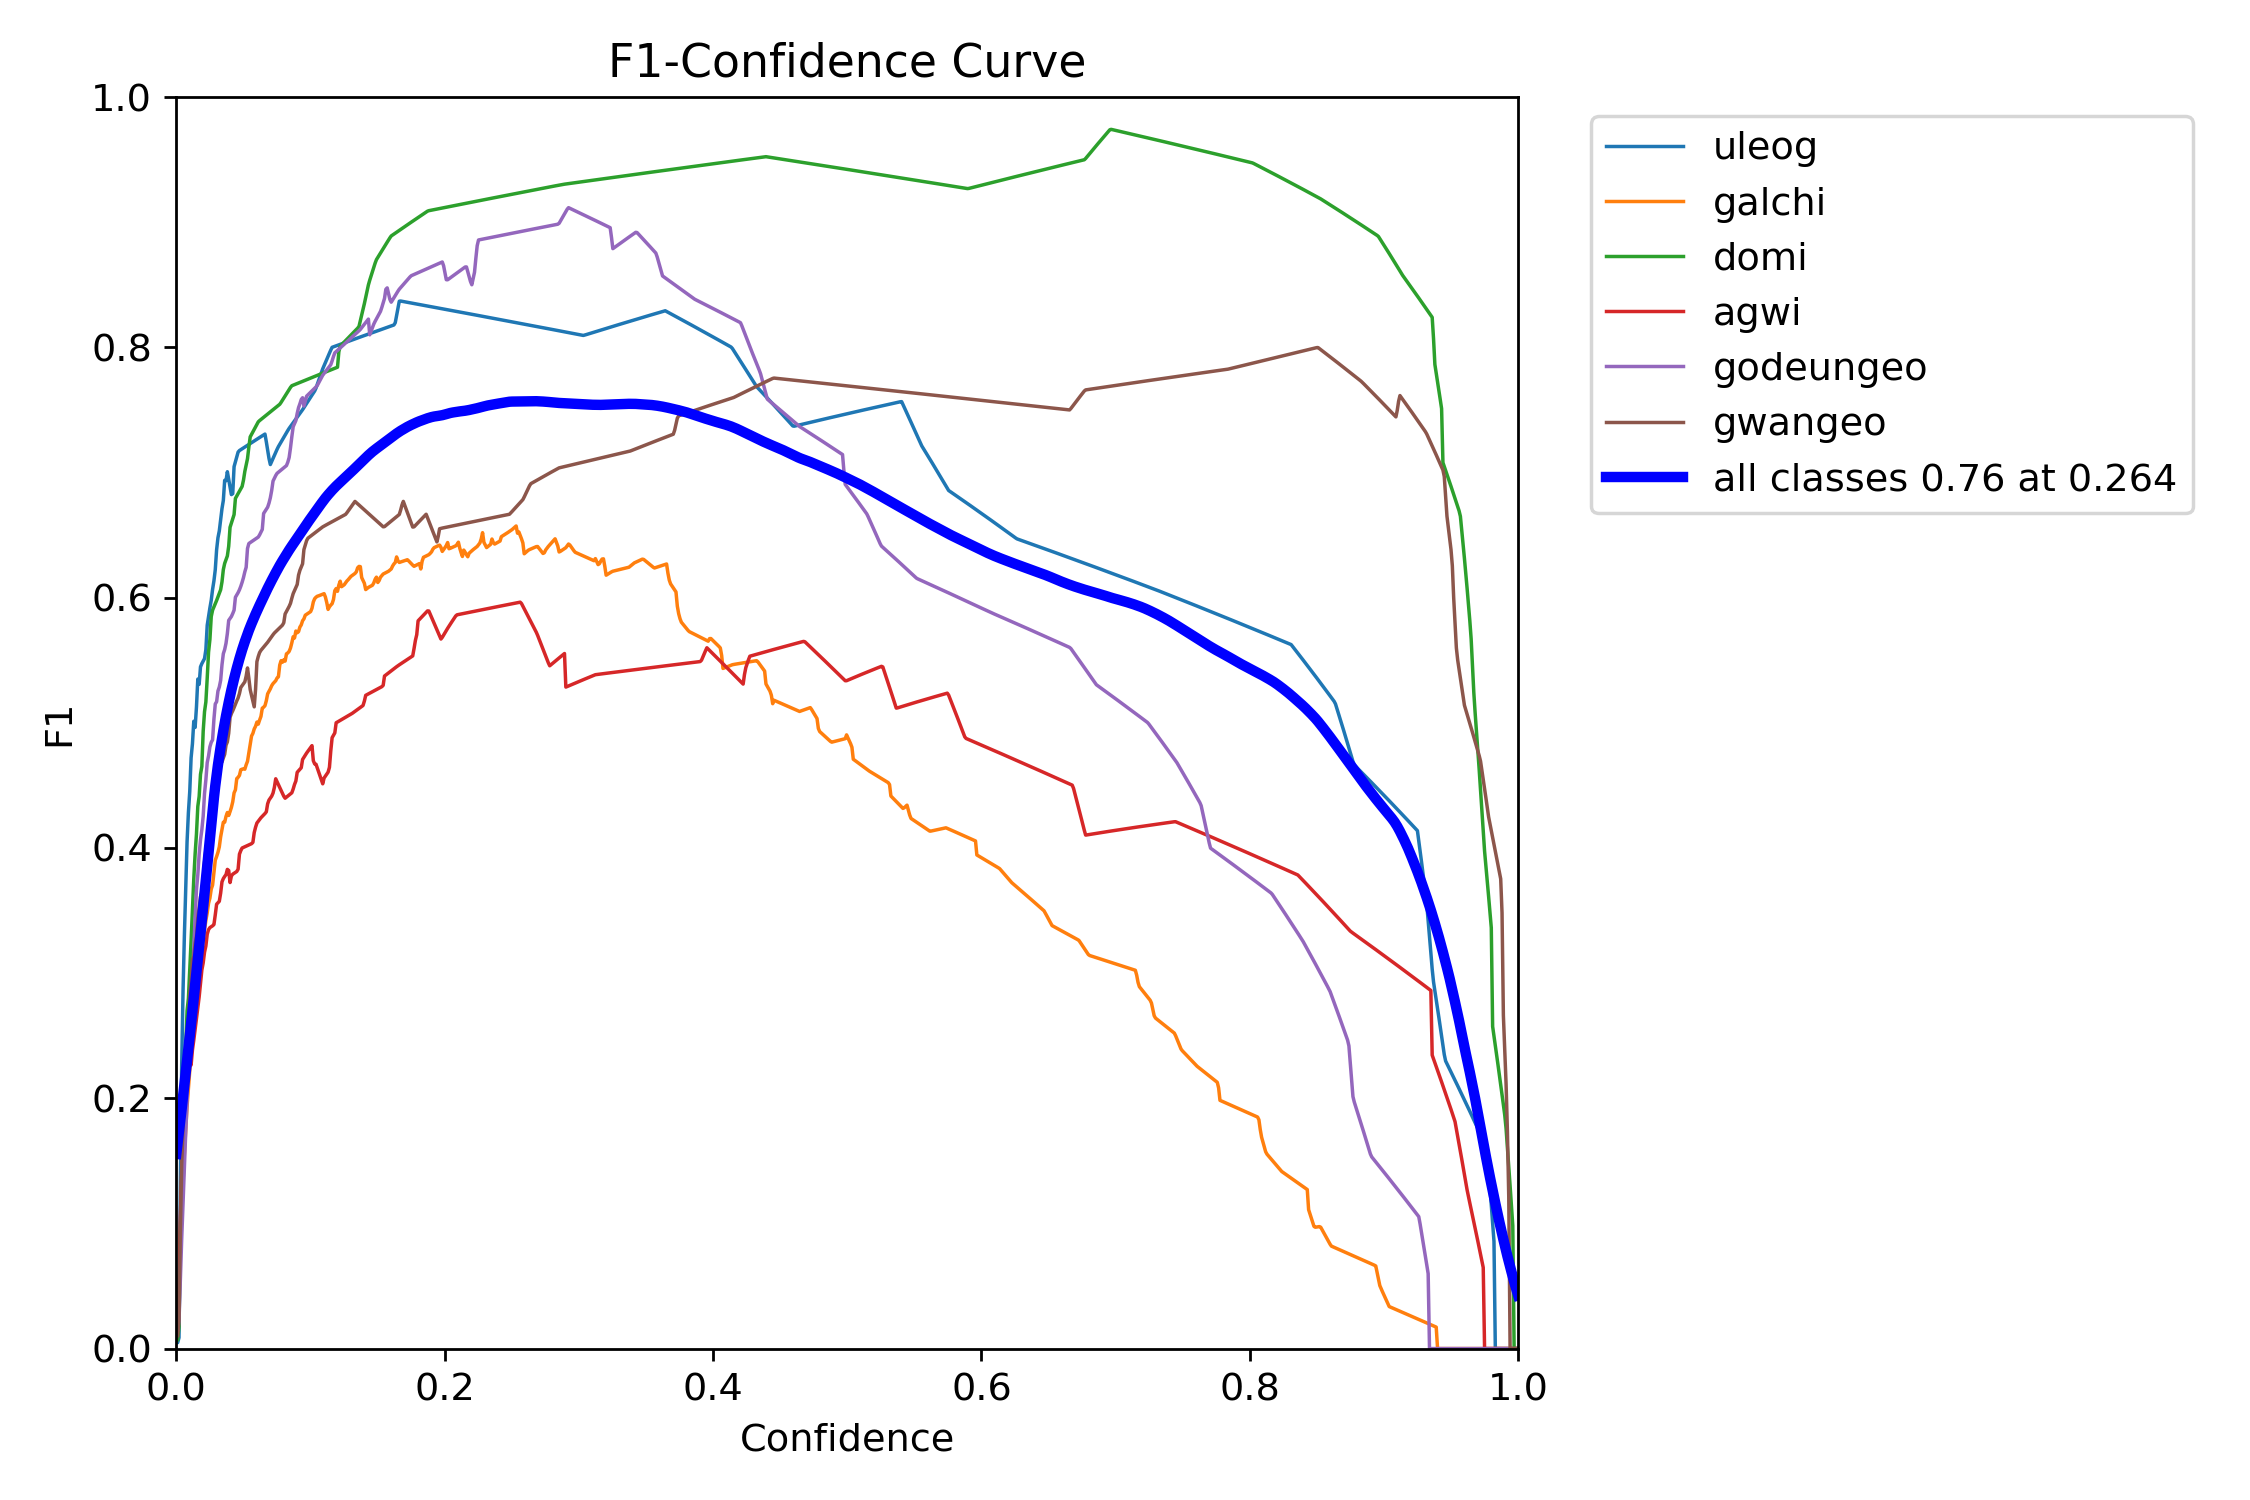 F1-Confidence Curve
1.0
0.8
0.6
0.4
0.2
0.0
F1
0.0 0.2 0.4 0.6 0.8 1.0
Confidence
uleog
galchi
domi
agwi
godeungeo
gwangeo
all classes 0.76 at 0.264